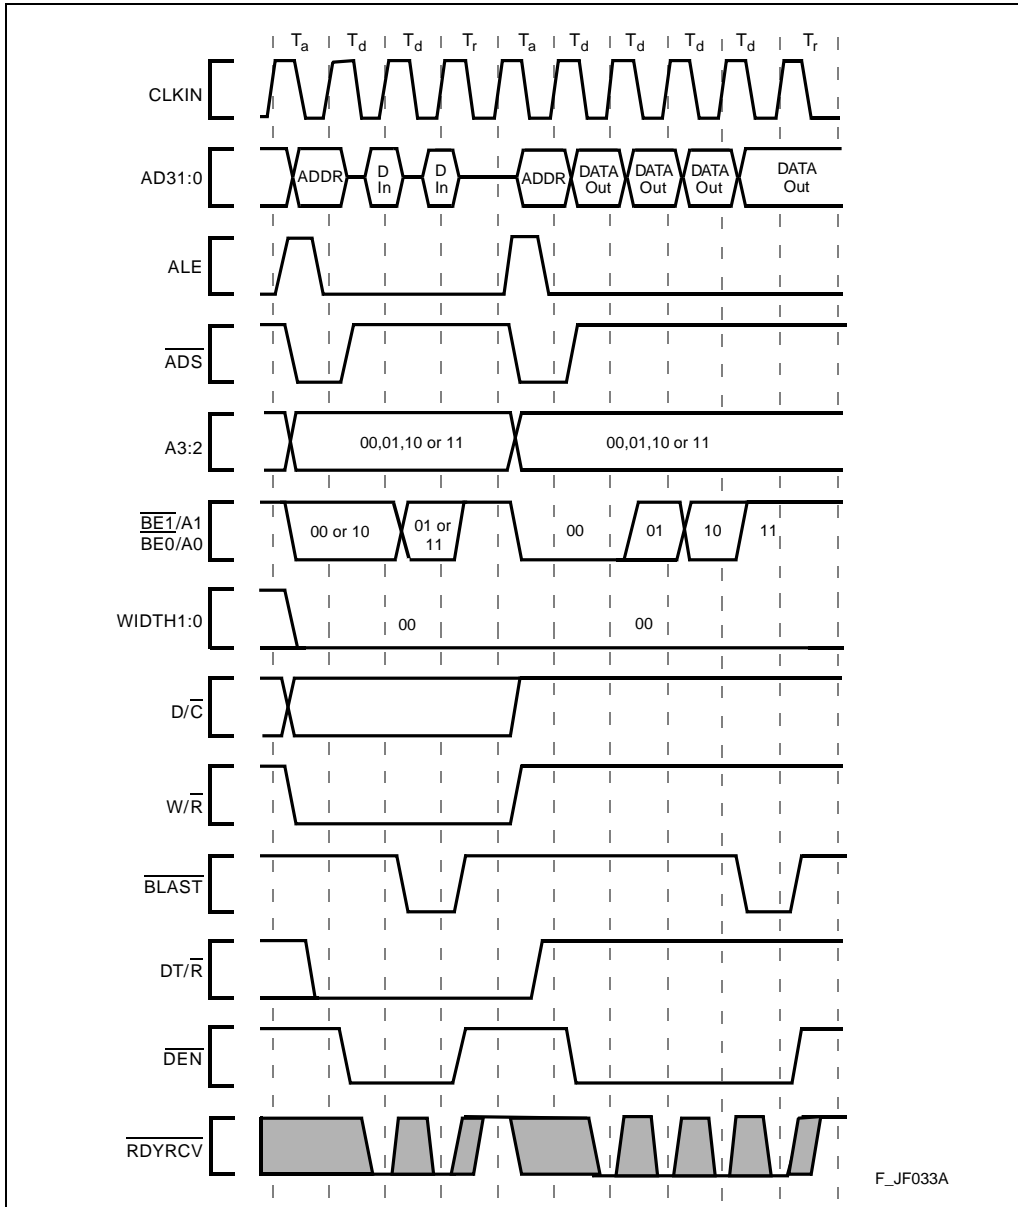 Ta Td Td Tr Ta Td Td Td Td Tr
CLKIN
AD31:0 ADDR D In D In ADDR DATA Out DATA Out DATA Out DATA Out
ALE
ADS
A3:2 00,01,10 or 11 00,01,10 or 11
BE1/A1
BE0/A0 00 or 10 01 or 11 00 01 10 11
WIDTH1:0 00 00
D/C
W/R
BLAST
DT/R
DEN
RDYRCV
F_JF033A